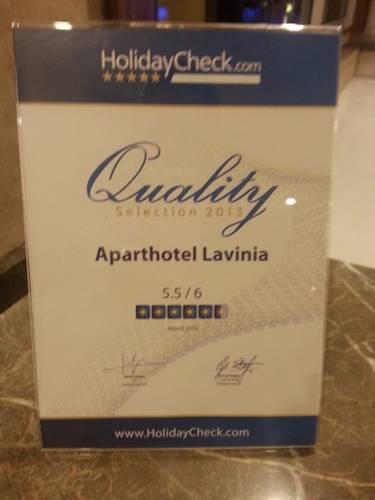 HolidayCheck.com
Quality
Selection 2013
Aparthotel Lavinia
5.5 / 6
www.HolidayCheck.com